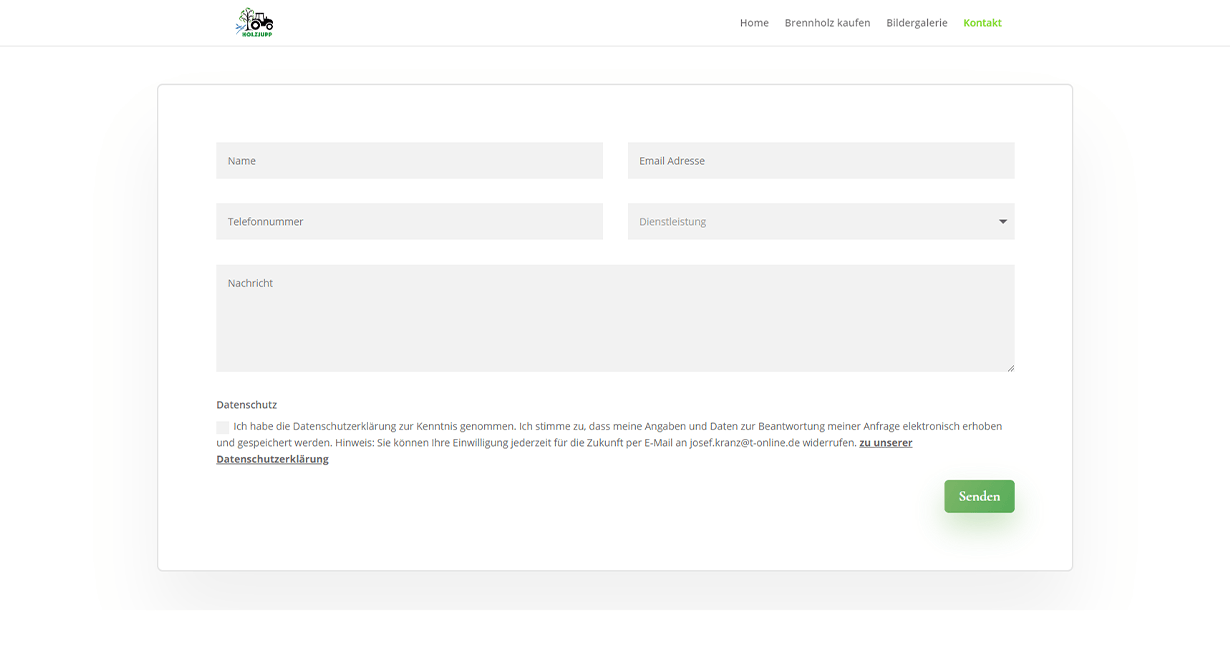 HOLZJUPP
Home Brennholz kaufen Bildergalerie Kontakt
Name
Email Adresse
Telefonnummer
Dienstleistung
Nachricht
Datenschutz
Ich habe die Datenschutzerklärung zur Kenntnis genommen. Ich stimme zu, dass meine Angaben und Daten zur Beantwortung meiner Anfrage elektronisch erhoben
und gespeichert werden. Hinweis: Sie können Ihre Einwilligung jederzeit für die Zukunft per E-Mail an josef.kranz@t-online.de widerrufen. zu unserer
Datenschutzerklärung
Senden